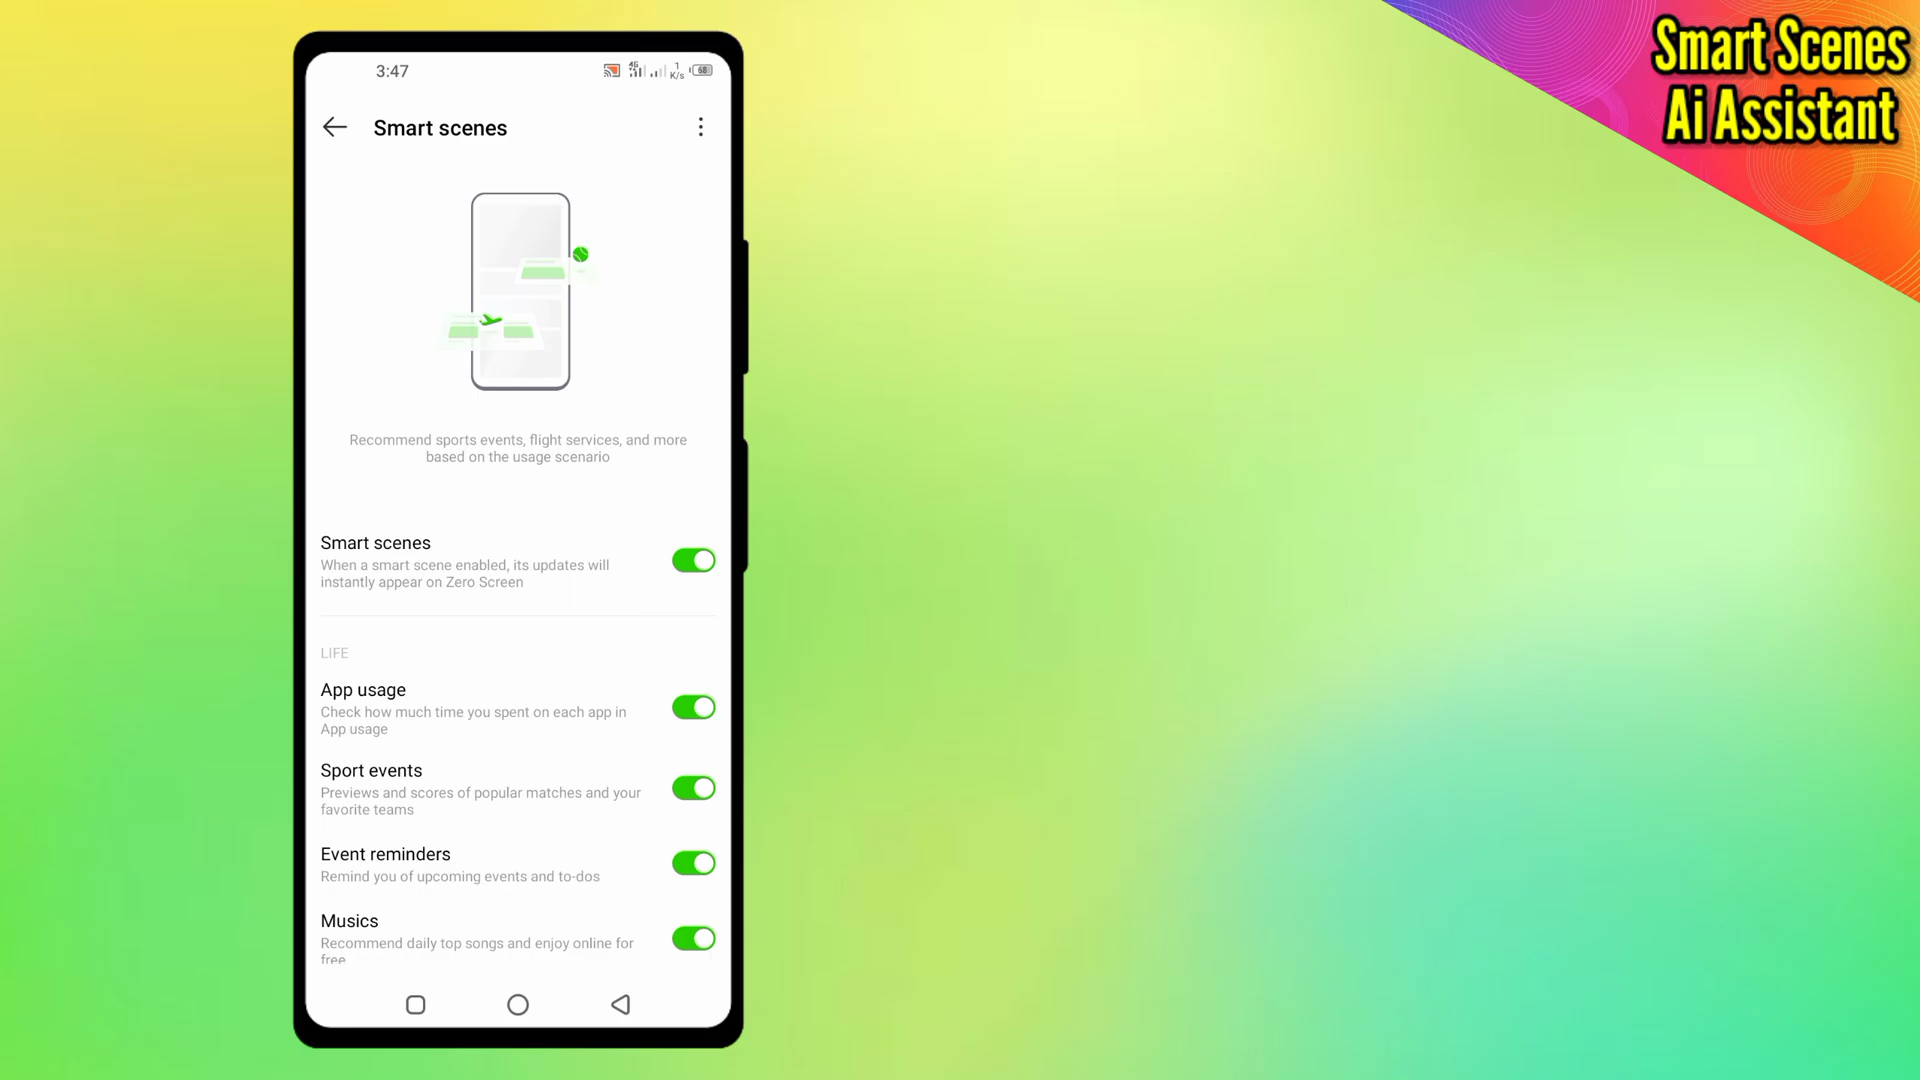 Smart Scenes
Ai Assistant
3:47
4G
1
K/s
68
Smart scenes
Recommend sports events, flight services, and more
based on the usage scenario
Smart scenes
When a smart scene enabled, its updates will
instantly appear on Zero Screen
LIFE
App usage
Check how much time you spent on each app in
App usage
Sport events
Previews and scores of popular matches and your
favorite teams
Event reminders
Remind you of upcoming events and to-dos
Musics
Recommend daily top songs and enjoy online for
free